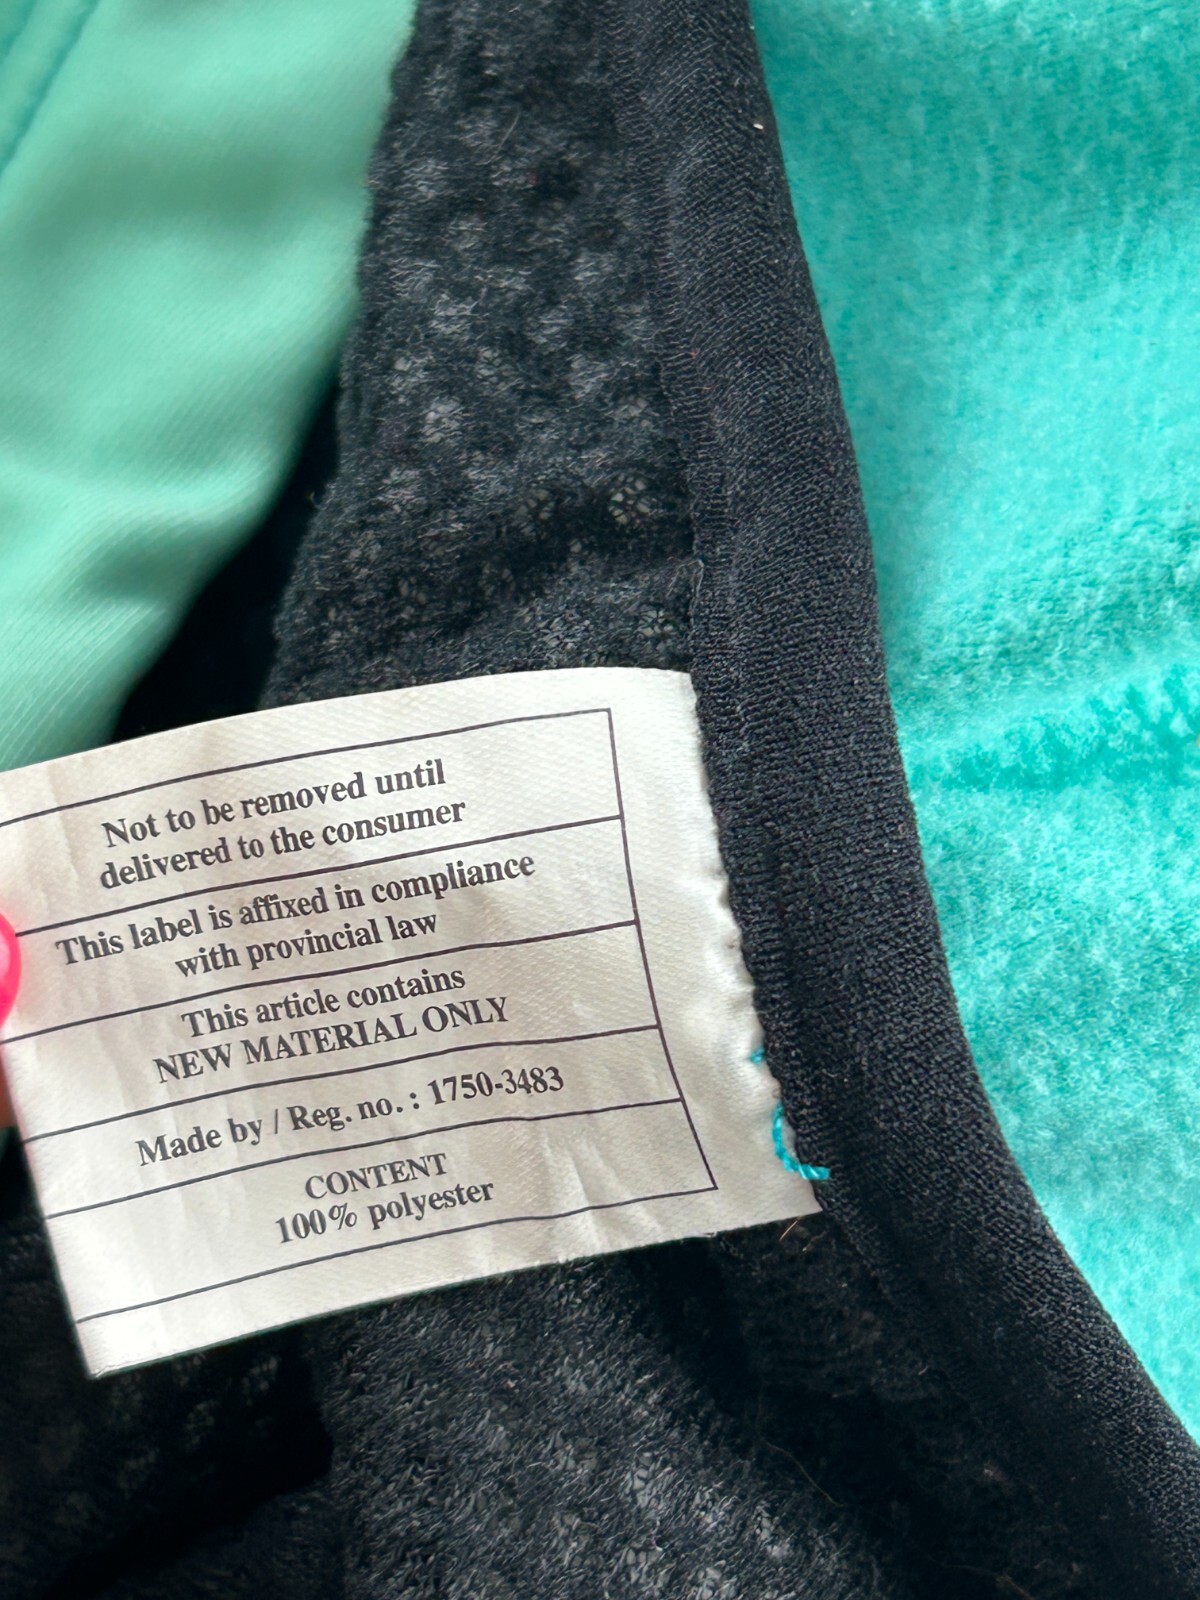 Not to be removed until
delivered to the consumer
This label is affixed in compliance
with provincial law
This article contains
NEW MATERIAL ONLY
Made by / Reg. no. : 1750-3483
CONTENT
100% polyester